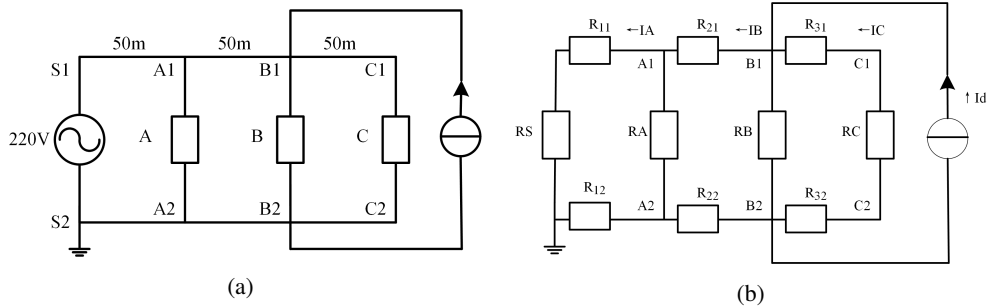 50m 50m 50m
S1 A1 B1 C1
220V A B C
S2 A2 B2 C2
(a)
R11 ←IA R21 ←IB R31 ←IC
A1 B1 C1
↑ Id
RS RA RB RC
R12 A2 R22 B2 R32 C2
(b)